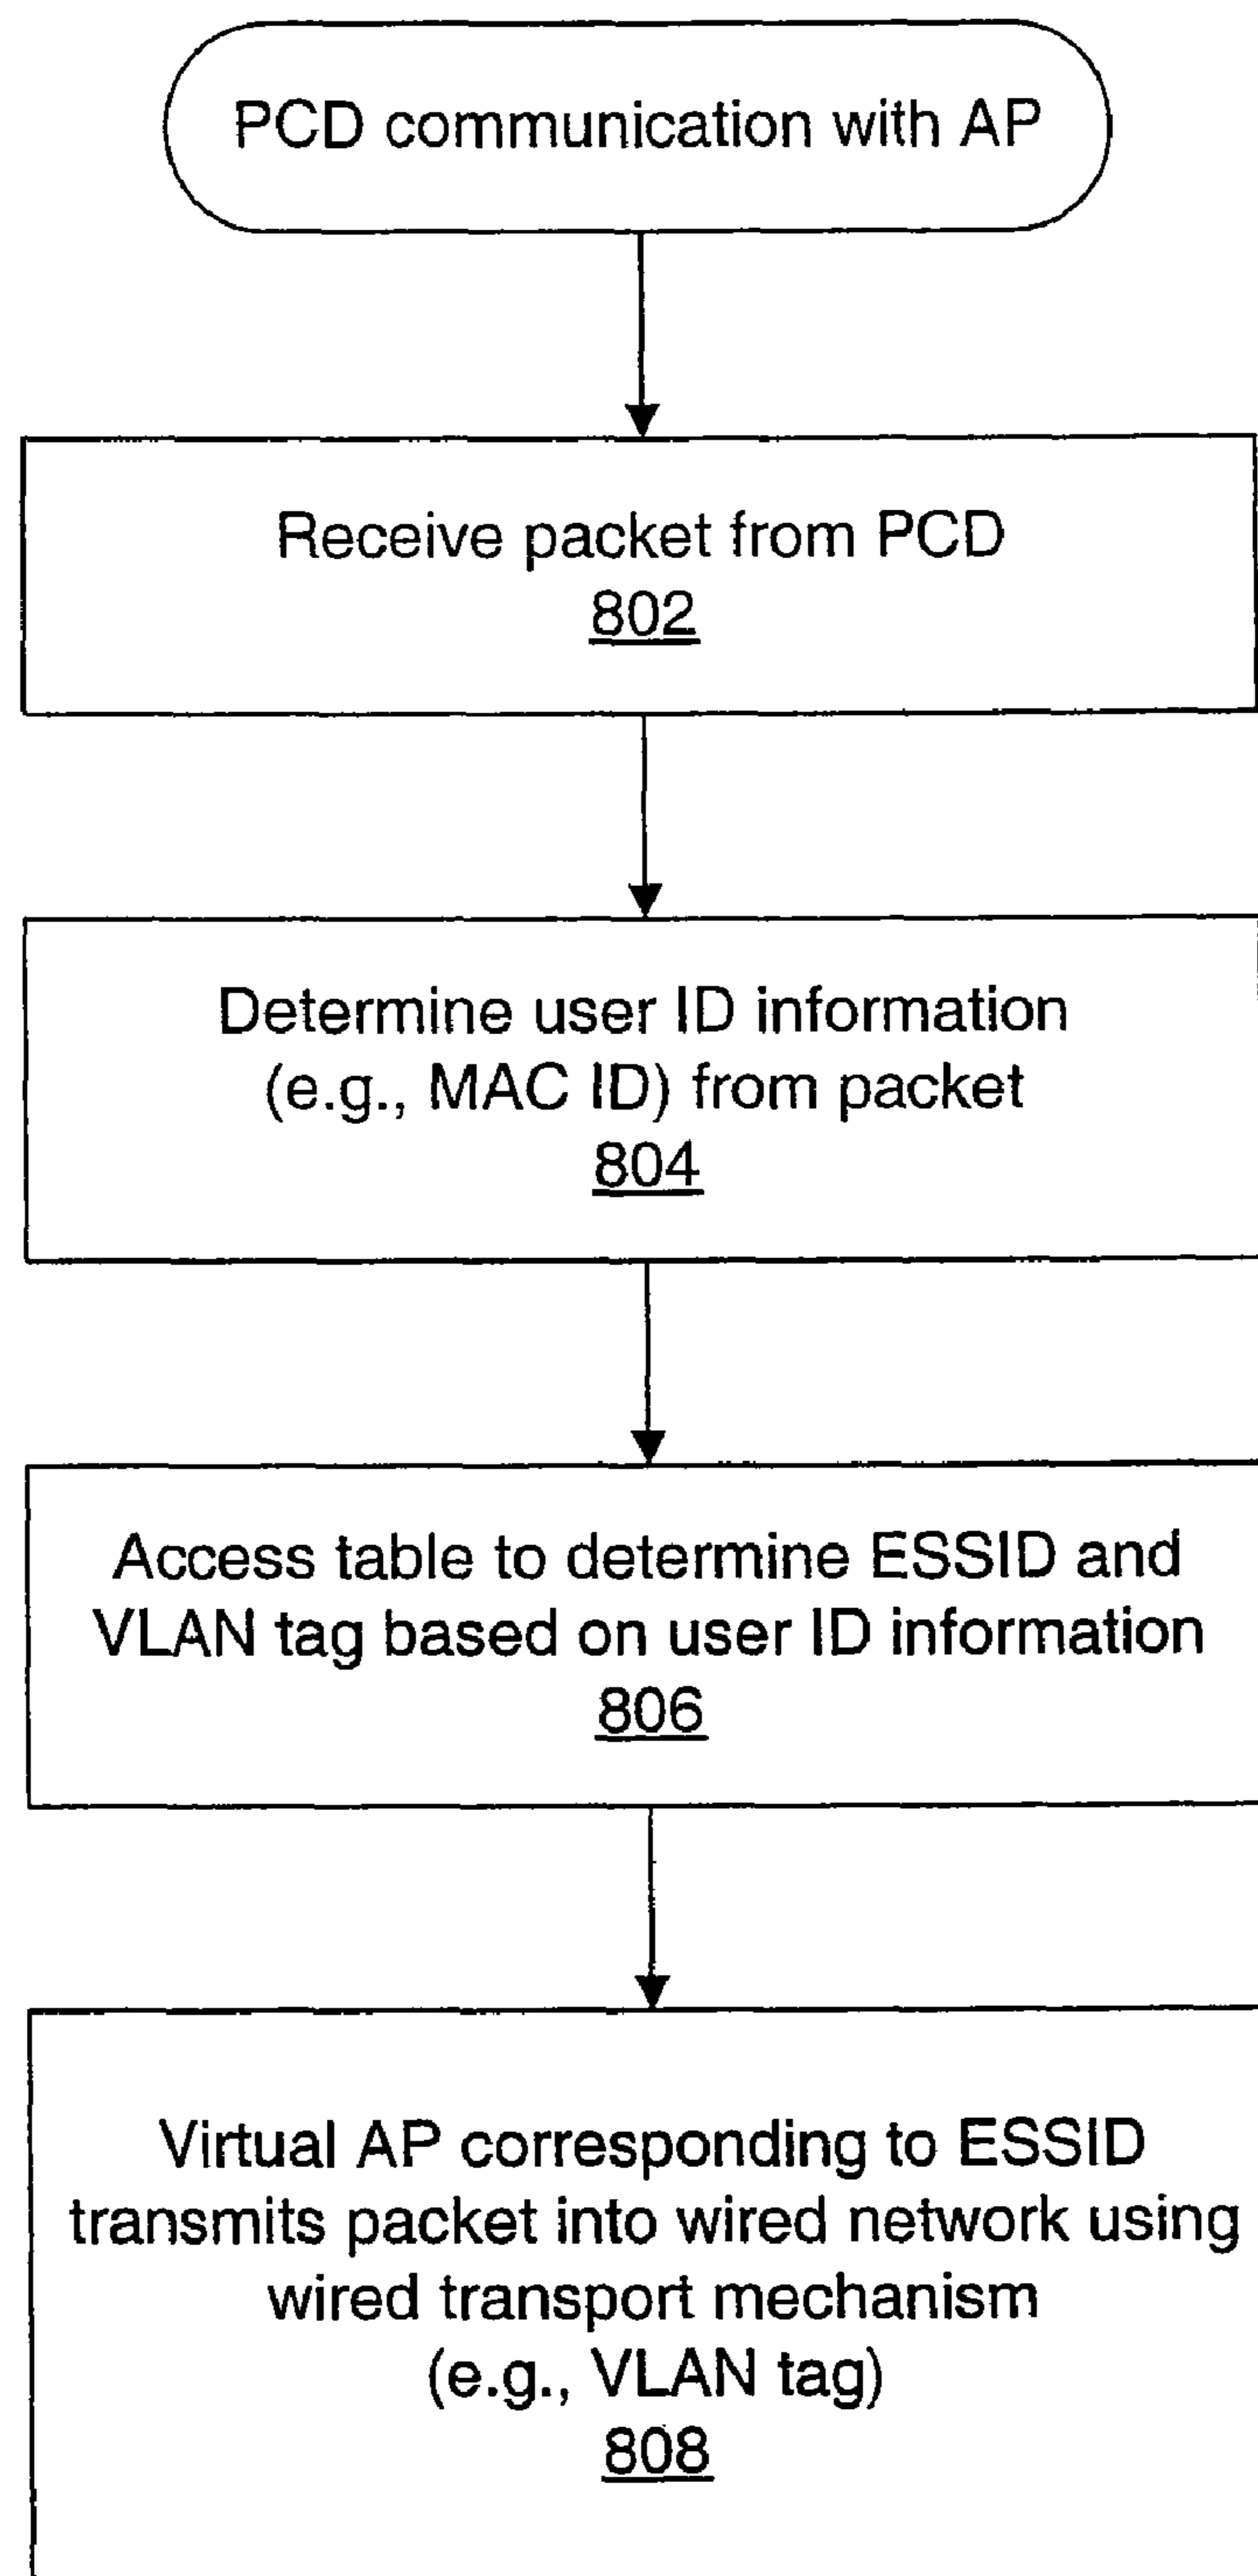 PCD communication with AP
Receive packet from PCD
802
Determine user ID information
(e.g., MAC ID) from packet
804
Access table to determine ESSID and
VLAN tag based on user ID information
806
Virtual AP corresponding to ESSID
transmits packet into wired network using
wired transport mechanism
(e.g., VLAN tag)
808